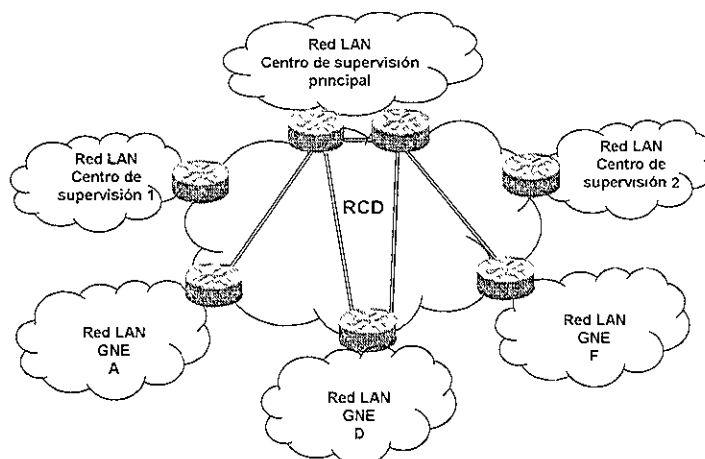 Red LAN
Centro de supervisión
principal
Red LAN
Centro de
supervisión 1
Red LAN
Centro de
supervisión 2
RCD
Red LAN
GNE
A
Red LAN
GNE
D
Red LAN
GNE
F